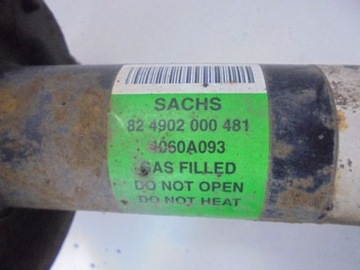 SACHS
82 4902 000 481
4060A093
GAS FILLED
DO NOT OPEN
DO NOT HEAT